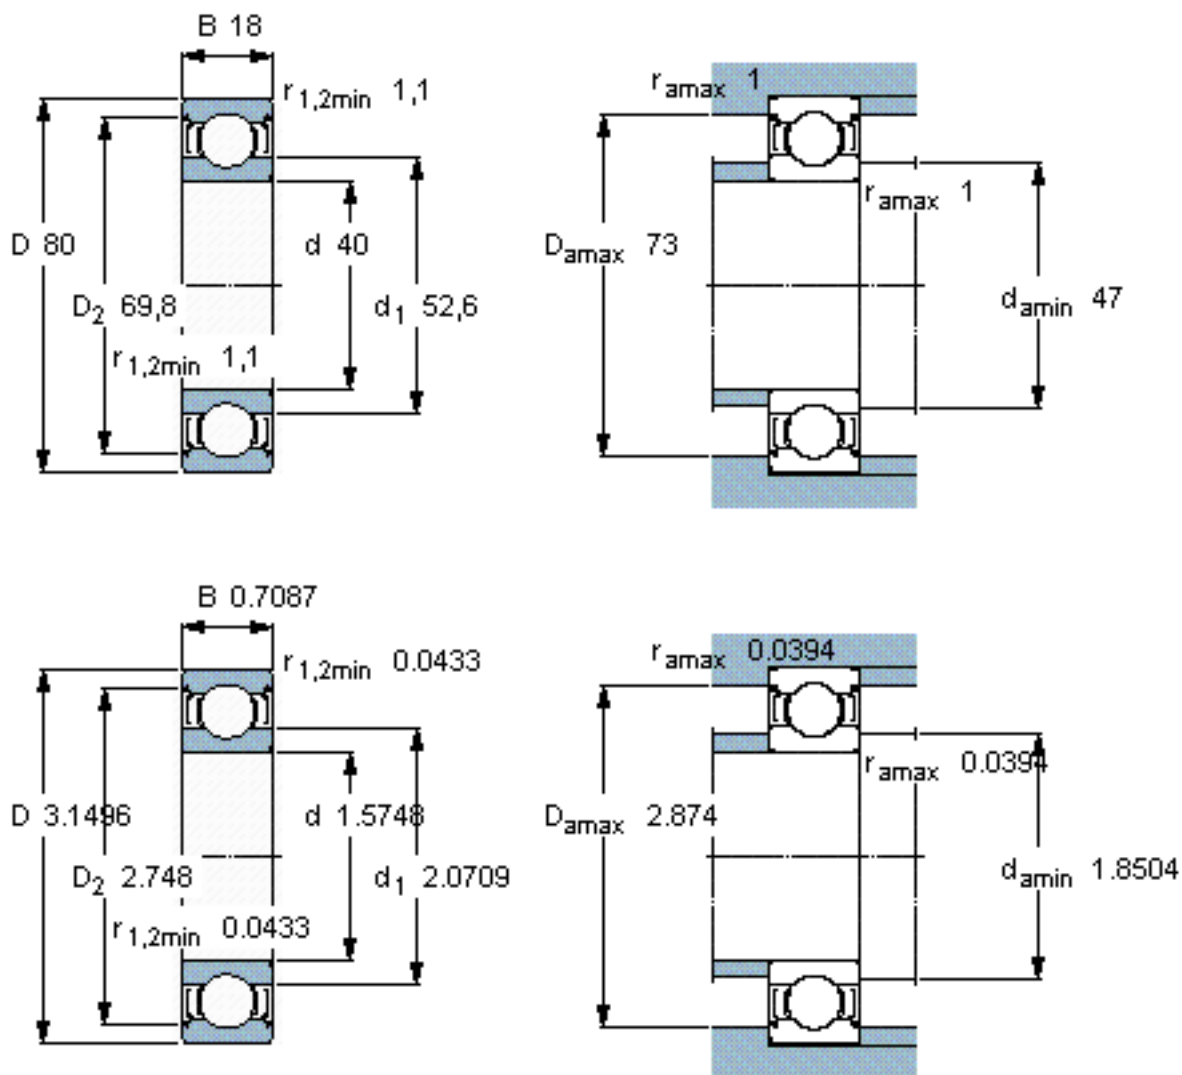 B 18
r1,2min 1,1
D 80
d 40
D2 69,8
d1 52,6
r1,2min 1,1
ramax 1
ramax 1
Damax 73
damin 47
B 0.7087
r1,2min 0.0433
D 3.1496
d 1.5748
D2 2.748
d1 2.0709
r1,2min 0.0433
ramax 0.0394
ramax 0.0394
Damax 2.874
damin 1.8504